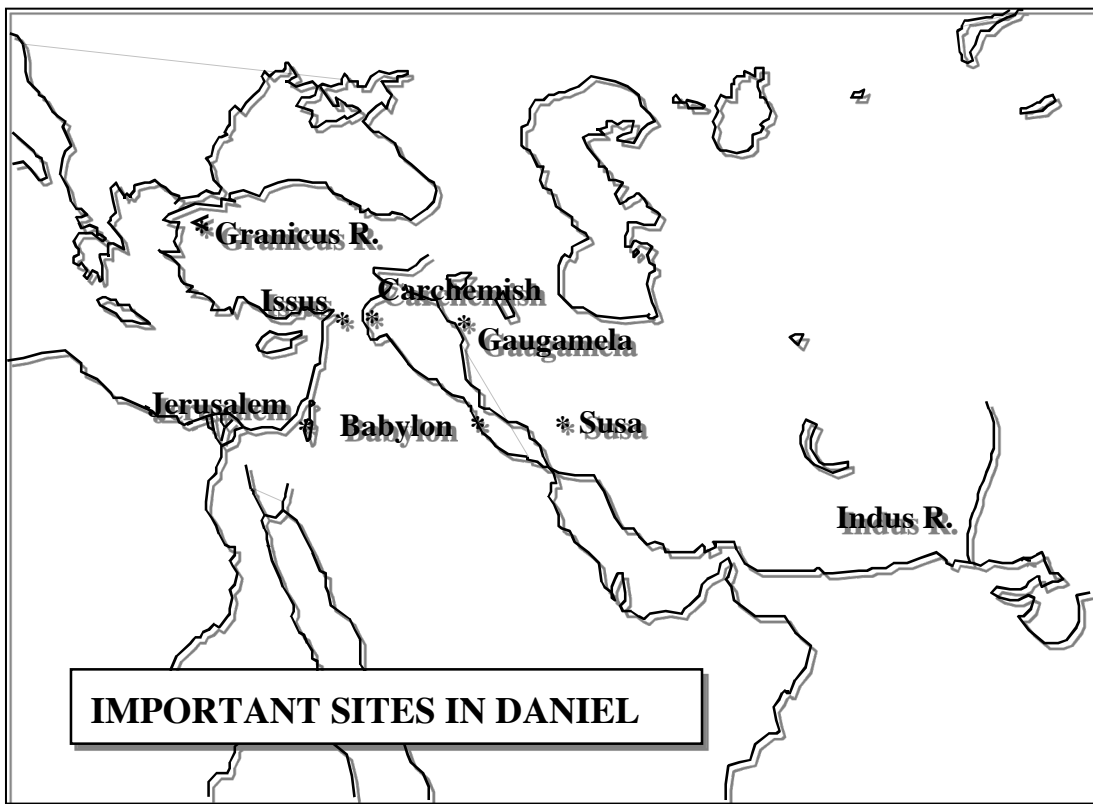 * Granicus R.
Issus *
Carchemish
*
* Gaugamela
Jerusalem
*
Babylon *
* Susa
Indus R.
IMPORTANT SITES IN DANIEL